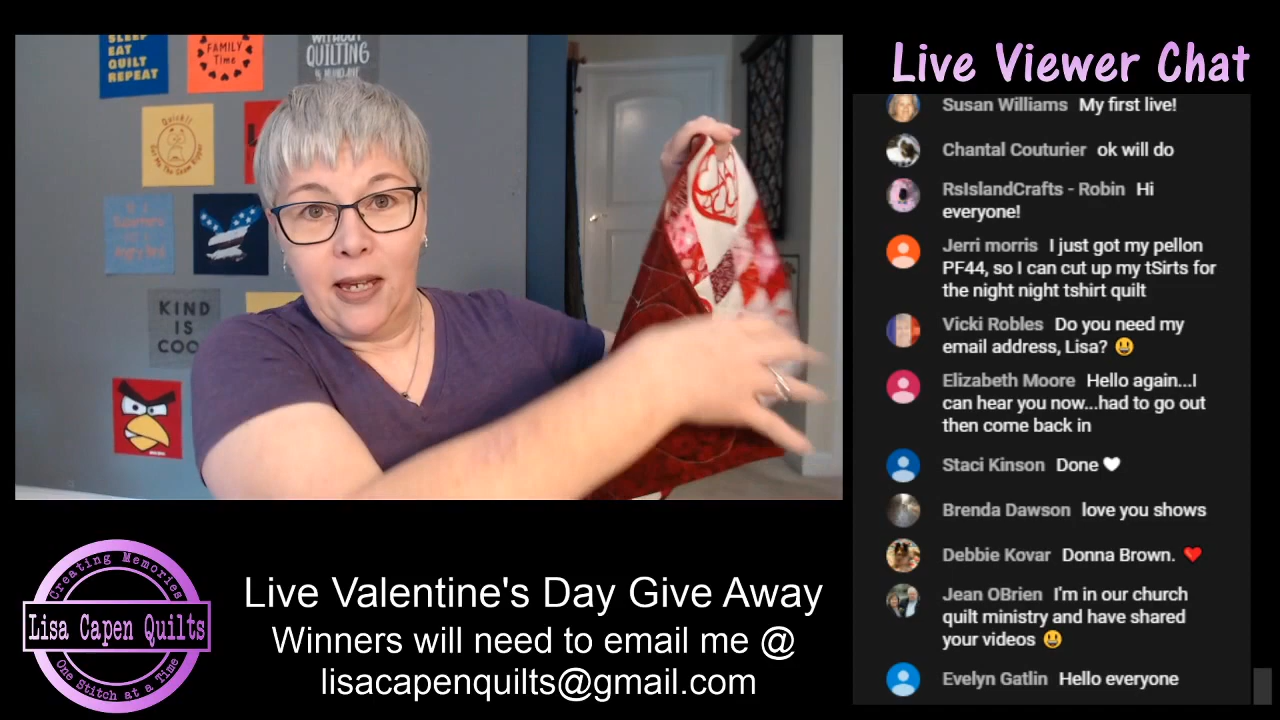 SLEEP
EAT
QUILT
REPEAT
FAMILY
Time
WITHOUT
QUILTING
KIND
IS
COO
Live Viewer Chat
Susan Williams My first live!
Chantal Couturier ok will do
RsIslandCrafts - Robin Hi
everyone!
Jerri morris I just got my pellon
PF44, so I can cut up my tSirts for
the night night tshirt quilt
Vicki Robles Do you need my
email address, Lisa? 😃
Elizabeth Moore Hello again...I
can hear you now...had to go out
then come back in
Staci Kinson Done 🤍
Brenda Dawson love you shows
Debbie Kovar Donna Brown. ❤️
Jean OBrien I'm in our church
quilt ministry and have shared
your videos 😃
Evelyn Gatlin Hello everyone
Creating Memories
Lisa Capen Quilts
One Stitch at a Time
Live Valentine's Day Give Away
Winners will need to email me @
lisacapenquilts@gmail.com